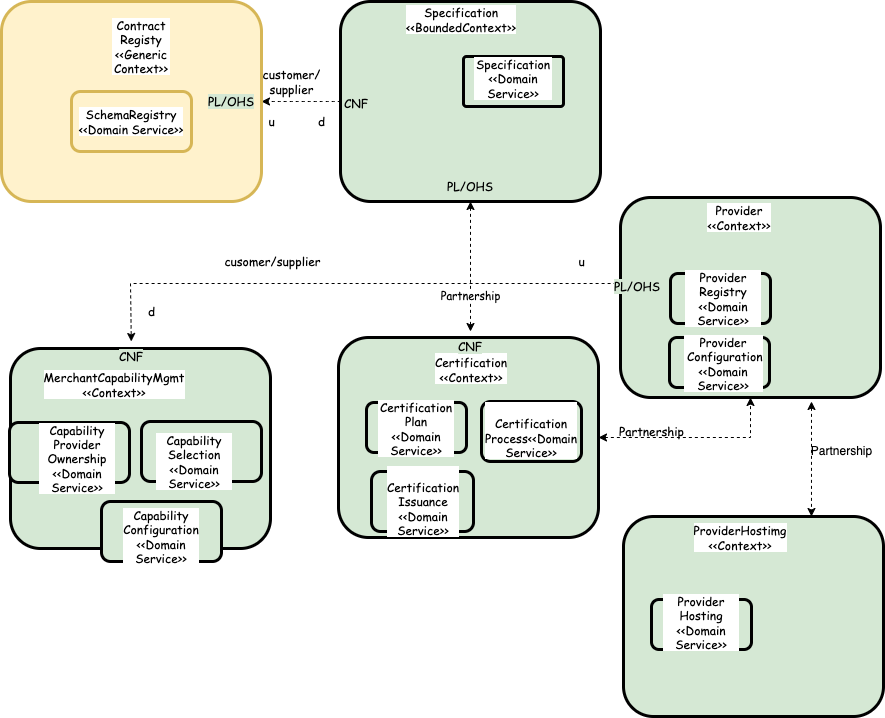 Contract
Registy
<<Generic
Context>>
SchemaRegistry
<<Domain Service>>
PL/OHS
customer/
supplier
u
d
CNF
Specification
<<BoundedContext>>
Specification
<<Domain
Service>>
PL/OHS
Provider
<<Context>>
Provider
Registry
<<Domain
Service>>
PL/OHS
Provider
Configuration
<<Domain
Service>>
cusomer/supplier
u
d
Partnership
CNF
MerchantCapabilityMgmt
<<Context>>
Capability
Provider
Ownership
<<Domain
Service>>
Capability
Selection
<<Domain
Service>>
Capability
Configuration
<<Domain
Service>>
CNF
Certification
<<Context>>
Certification
Plan
<<Domain
Service>>
Certification
Process<<Domain
Service>>
Certification
Issuance
<<Domain
Service>>
Partnership
Partnership
ProviderHostimg
<<Context>>
Provider
Hosting
<<Domain
Service>>